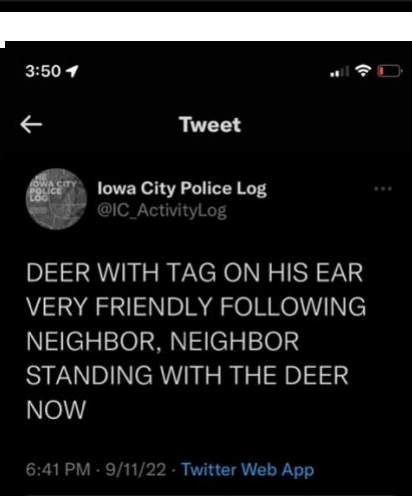 3:50
Tweet
THE
IOWA CITY
POLICE
LOG
Iowa City Police Log
@IC_ActivityLog
DEER WITH TAG ON HIS EAR
VERY FRIENDLY FOLLOWING
NEIGHBOR, NEIGHBOR
STANDING WITH THE DEER
NOW
6:41 PM · 9/11/22 · Twitter Web App